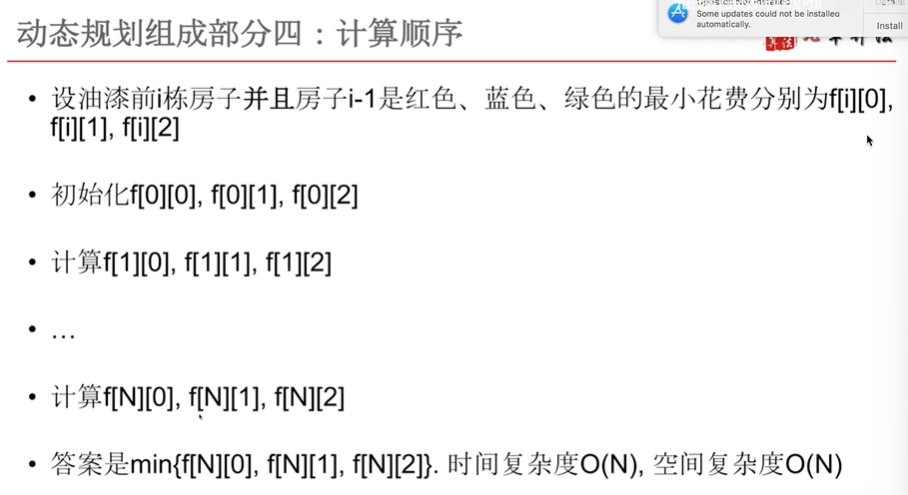 动态规划组成部分四：计算顺序
Some updates could not be installed
automatically.
Install
• 设油漆前i栋房子并且房子i-1是红色、蓝色、绿色的最小花费分别为f[i][0],
f[i][1], f[i][2]
• 初始化f[0][0], f[0][1], f[0][2]
• 计算f[1][0], f[1][1], f[1][2]
• …
• 计算f[N][0], f[N][1], f[N][2]
• 答案是min{f[N][0], f[N][1], f[N][2]}. 时间复杂度O(N), 空间复杂度O(N)